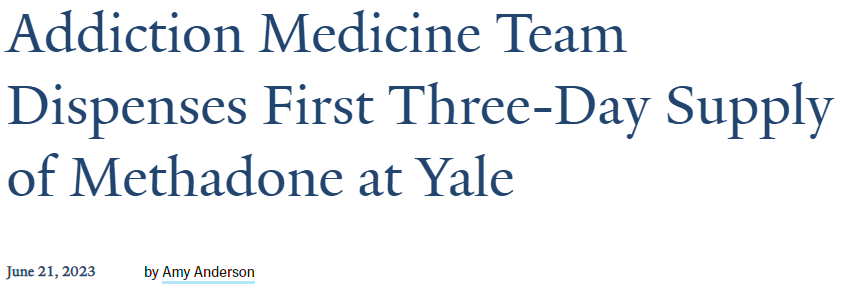 Addiction Medicine Team
Dispenses First Three-Day Supply
of Methadone at Yale
June 21, 2023 by Amy Anderson